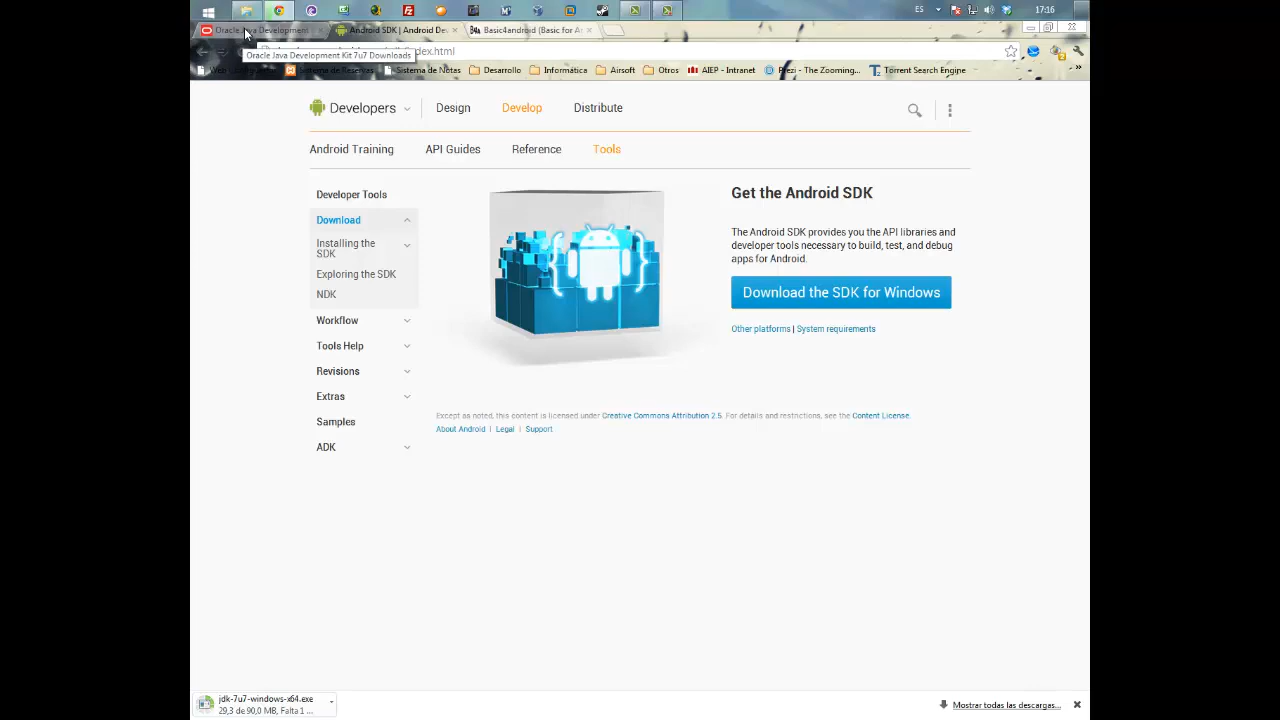 ES 17:16
Oracle Java Development Android SDK | Android Dev Basic4android (Basic for A
index.html
Oracle Java Development Kit 7u7 Downloads
Sistema de Notas Desarrollo Informática Airsoft Otros AIEP - Intranet Prezi - The Zooming... Torrent Search Engine »
Developers Design Develop Distribute
Android Training API Guides Reference Tools
Developer Tools
Download
Installing the
SDK
Exploring the SDK
NDK
Workflow
Tools Help
Revisions
Extras
Samples
ADK
Get the Android SDK
The Android SDK provides you the API libraries and
developer tools necessary to build, test, and debug
apps for Android.
Download the SDK for Windows
Other platforms | System requirements
Except as noted, this content is licensed under Creative Commons Attribution 2.5. For details and restrictions, see the Content License.
About Android | Legal | Support
jdk-7u7-windows-x64.exe
29,3 de 90,0 MB, Falta 1 ...
Mostrar todas las descargas...